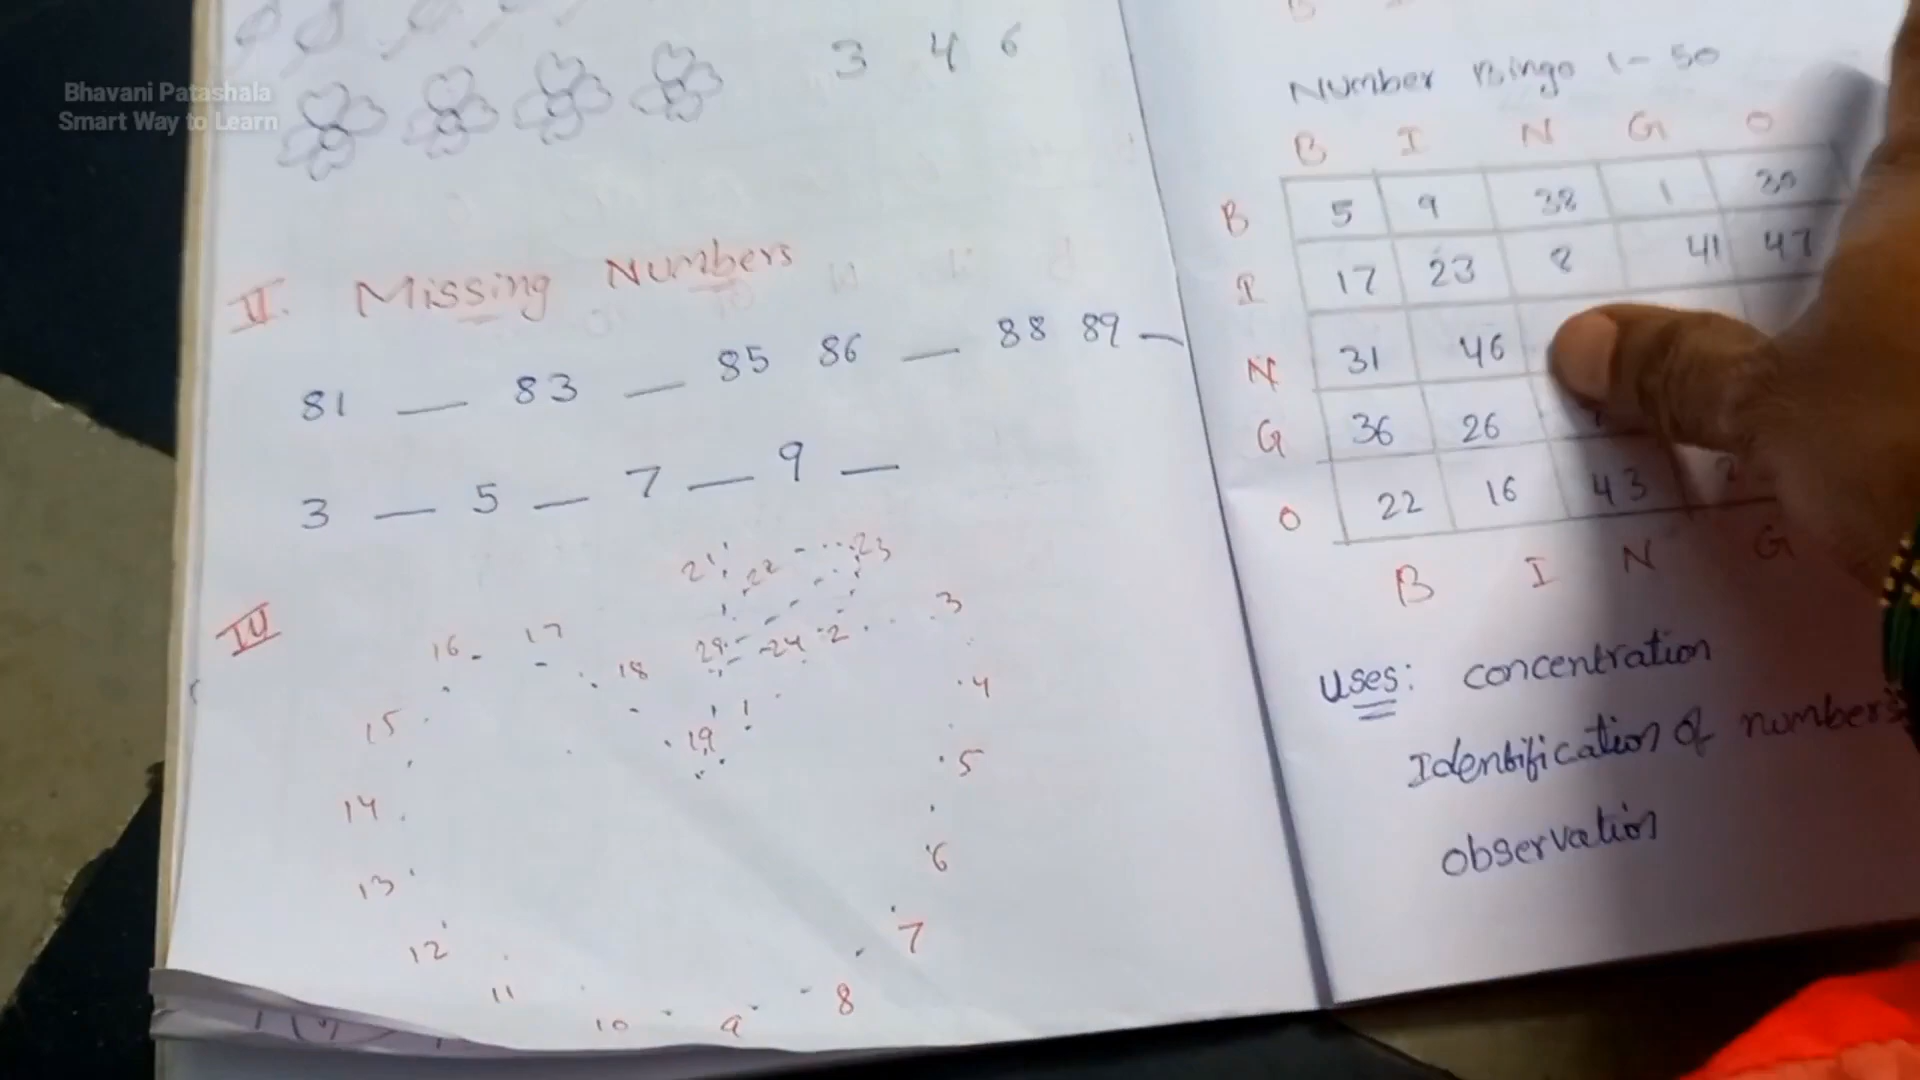 Bhavani Patashala
Smart Way to Learn
3 4 6
II. Missing Numbers
81 __ 83 __ 85 86 __ 88 89 __
3 __ 5 __ 7 __ 9 __
IV
21 22 23
16 17 18 24 2 3
15 19 1 4
14 5
13 6
12 7
11 10 9 8
Number Bingo 1-50
B I N G O
B 5 9 38 1 30
I 17 23 2 41 47
N 31 46
G 36 26
O 22 16 43
B I N G
Uses: concentration
Identification of numbers
observation